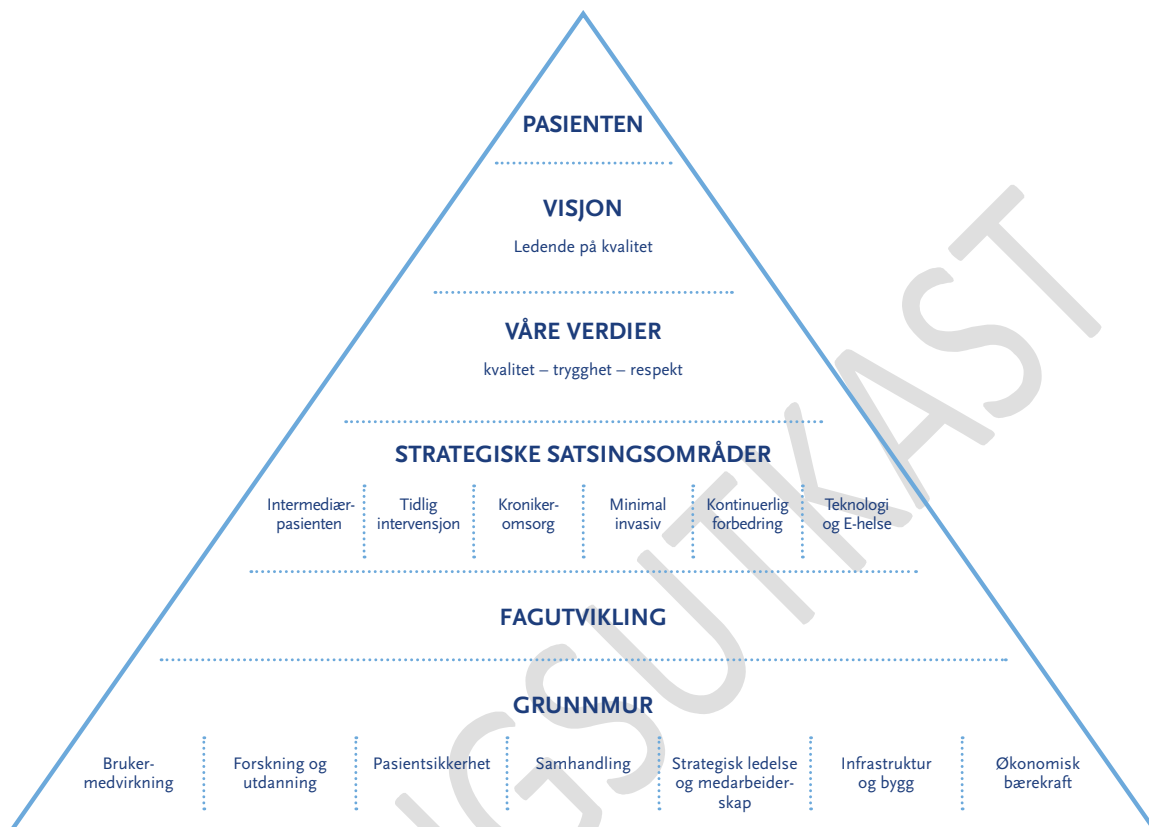 PASIENTEN
VISJON
Ledende på kvalitet
VÅRE VERDIER
kvalitet – trygghet – respekt
STRATEGISKE SATSINGSOMRÅDER
Intermediær-
pasienten
Tidlig
intervensjon
Kroniker-
omsorg
Minimal
invasiv
Kontinuerlig
forbedring
Teknologi
og E-helse
FAGUTVIKLING
GRUNNMUR
Bruker-
medvirkning
Forskning og
utdanning
Pasientsikkerhet
Samhandling
Strategisk ledelse
og medarbeider-
skap
Infrastruktur
og bygg
Økonomisk
bærekraft
NGSUTKAST